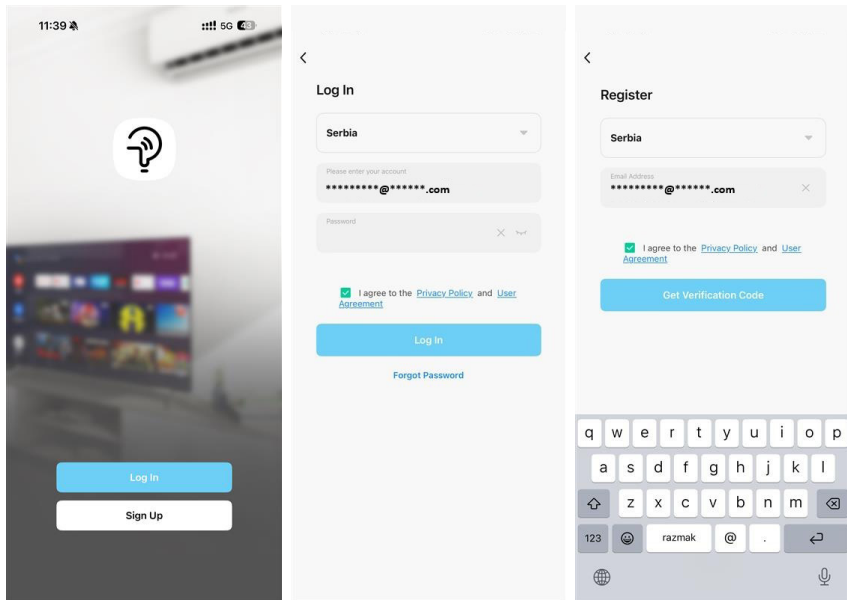 11:39
5G 43
Log In
Sign Up
Log In
Serbia
Please enter your account
*********@******.com
Password
I agree to the Privacy Policy and User
Agreement
Log In
Forgot Password
Register
Serbia
Email Address
*********@******.com
I agree to the Privacy Policy and User
Agreement
Get Verification Code
q w e r t y u i o p
a s d f g h j k l
z x c v b n m
123 razmak @ .